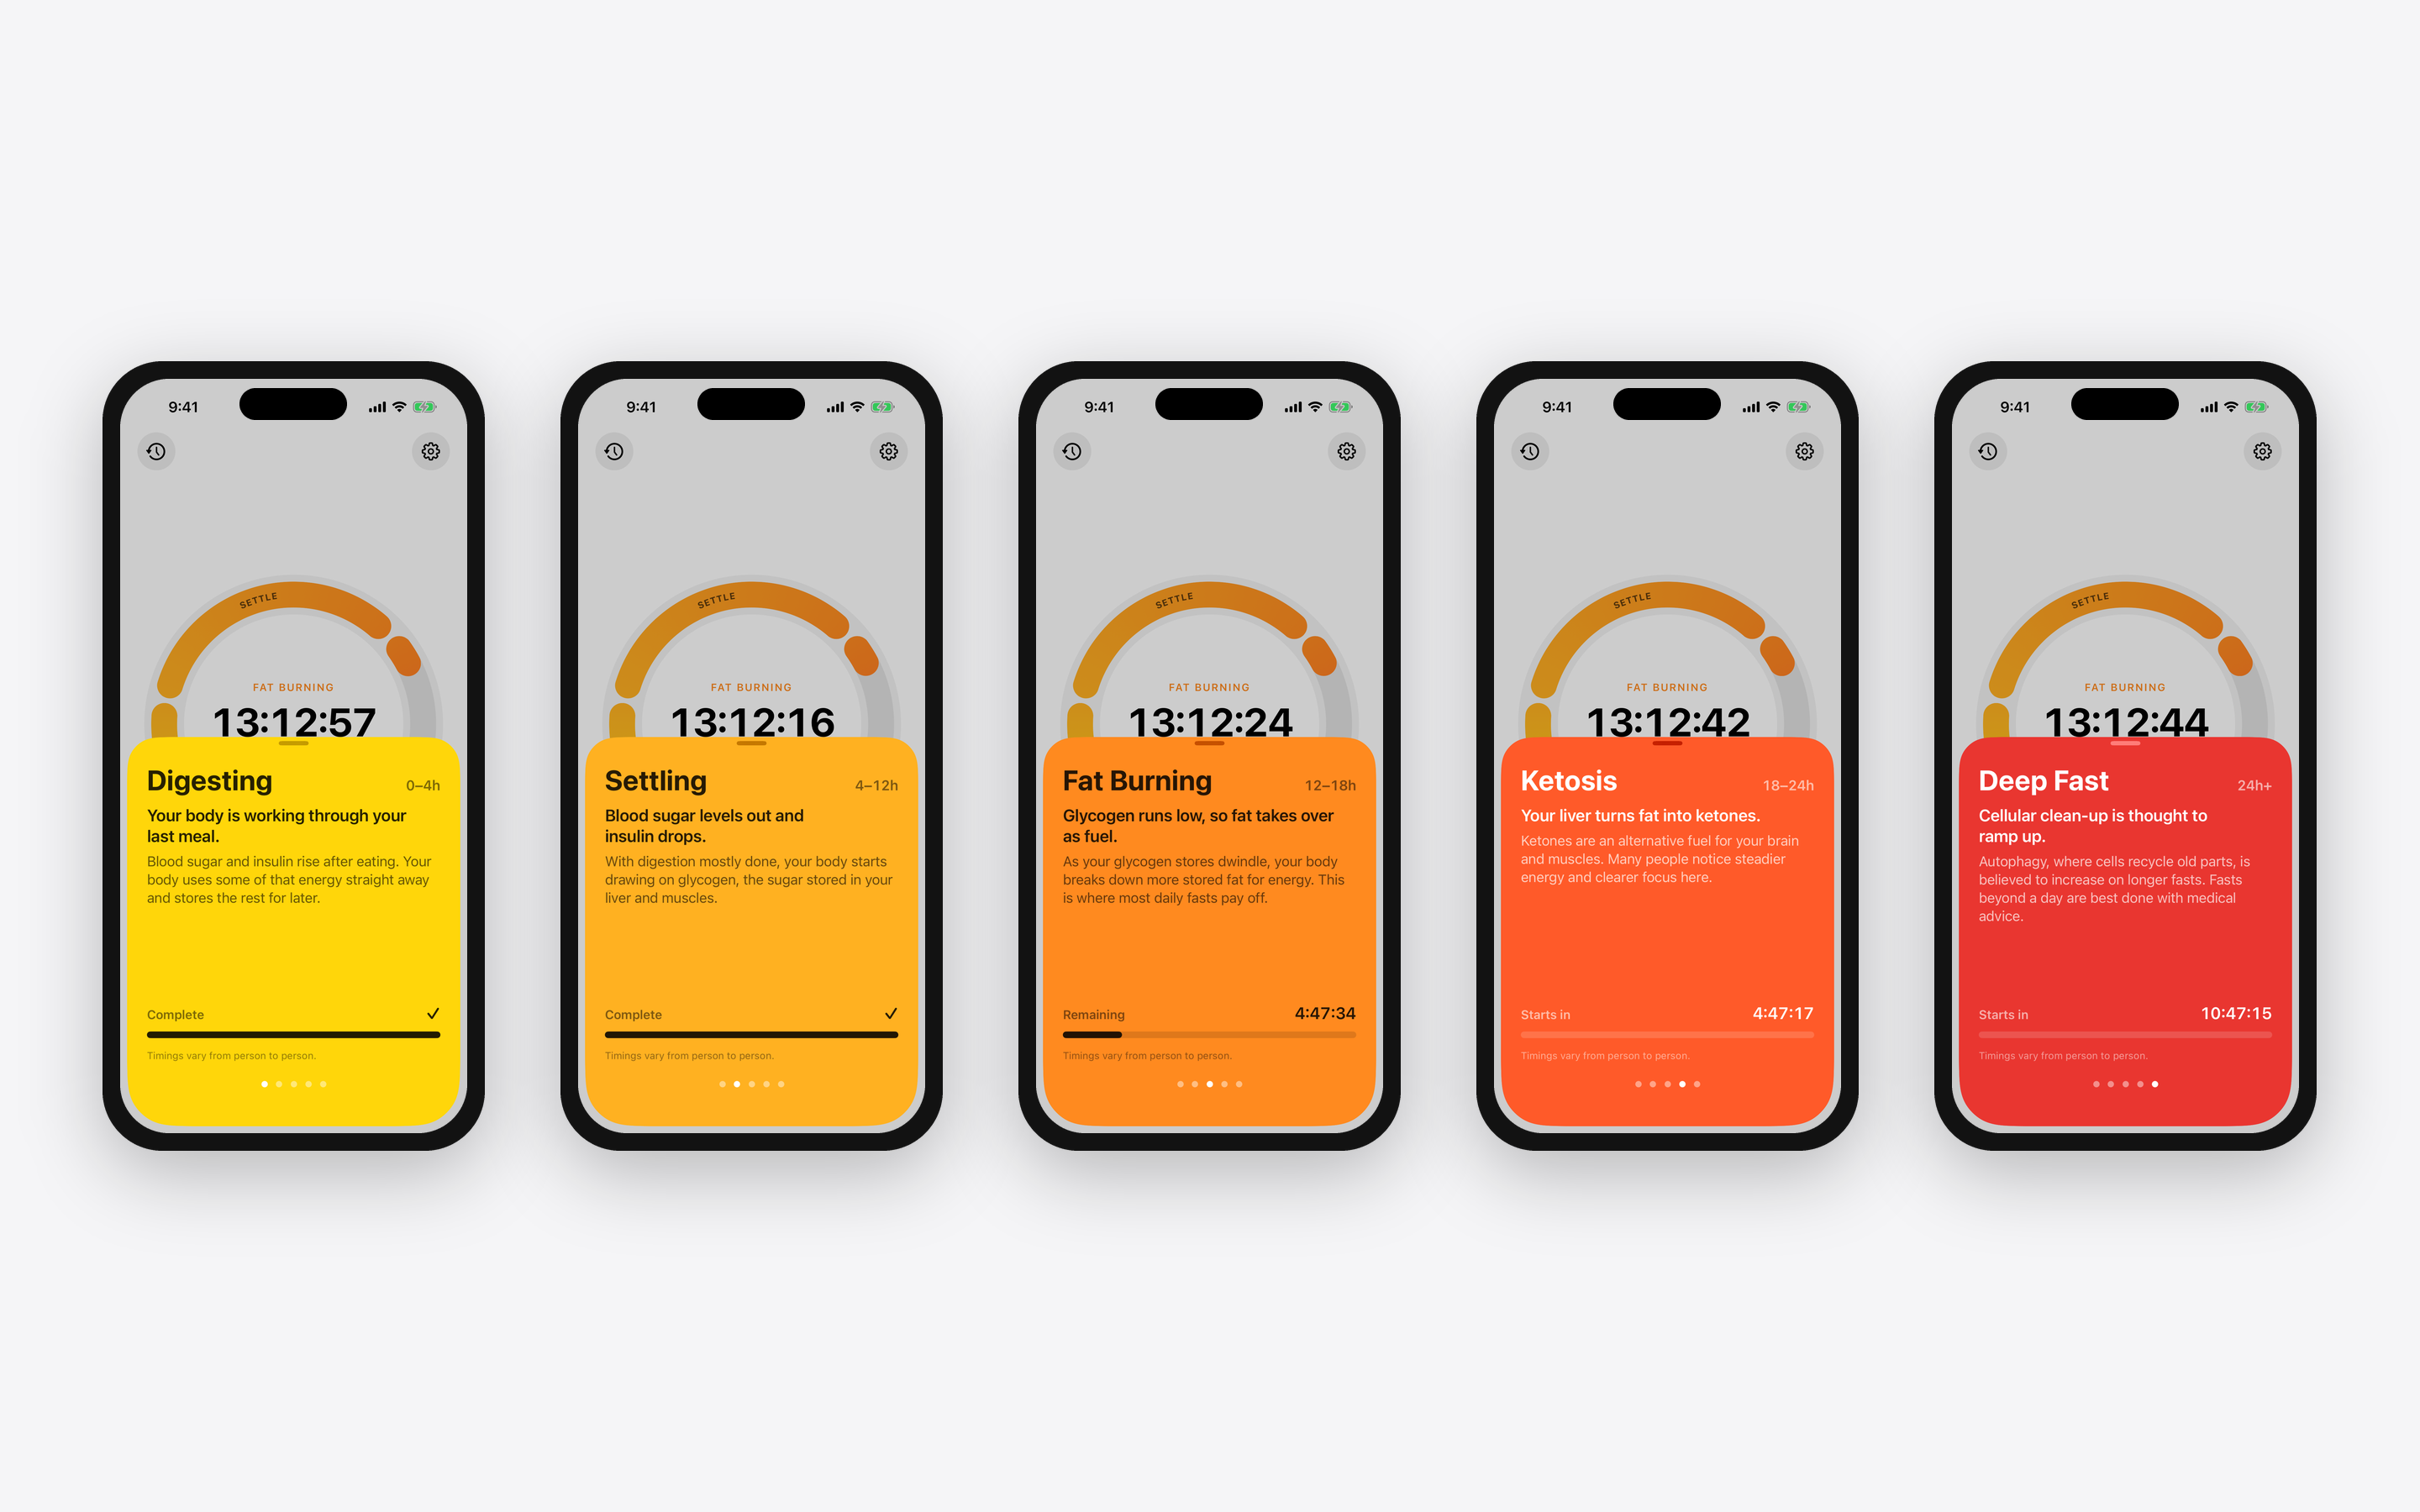 9:41
SETTLE
FAT BURNING
13:12:57
Digesting
0–4h
Your body is working through your
last meal.
Blood sugar and insulin rise after eating. Your
body uses some of that energy straight away
and stores the rest for later.
Complete
Timings vary from person to person.
9:41
SETTLE
FAT BURNING
13:12:16
Settling
4–12h
Blood sugar levels out and
insulin drops.
With digestion mostly done, your body starts
drawing on glycogen, the sugar stored in your
liver and muscles.
Complete
Timings vary from person to person.
9:41
SETTLE
FAT BURNING
13:12:24
Fat Burning
12–18h
Glycogen runs low, so fat takes over
as fuel.
As your glycogen stores dwindle, your body
breaks down more stored fat for energy. This
is where most daily fasts pay off.
Remaining
4:47:34
Timings vary from person to person.
9:41
SETTLE
FAT BURNING
13:12:42
Ketosis
18–24h
Your liver turns fat into ketones.
Ketones are an alternative fuel for your brain
and muscles. Many people notice steadier
energy and clearer focus here.
Starts in
4:47:17
Timings vary from person to person.
9:41
SETTLE
FAT BURNING
13:12:44
Deep Fast
24h+
Cellular clean-up is thought to
ramp up.
Autophagy, where cells recycle old parts, is
believed to increase on longer fasts. Fasts
beyond a day are best done with medical
advice.
Starts in
10:47:15
Timings vary from person to person.